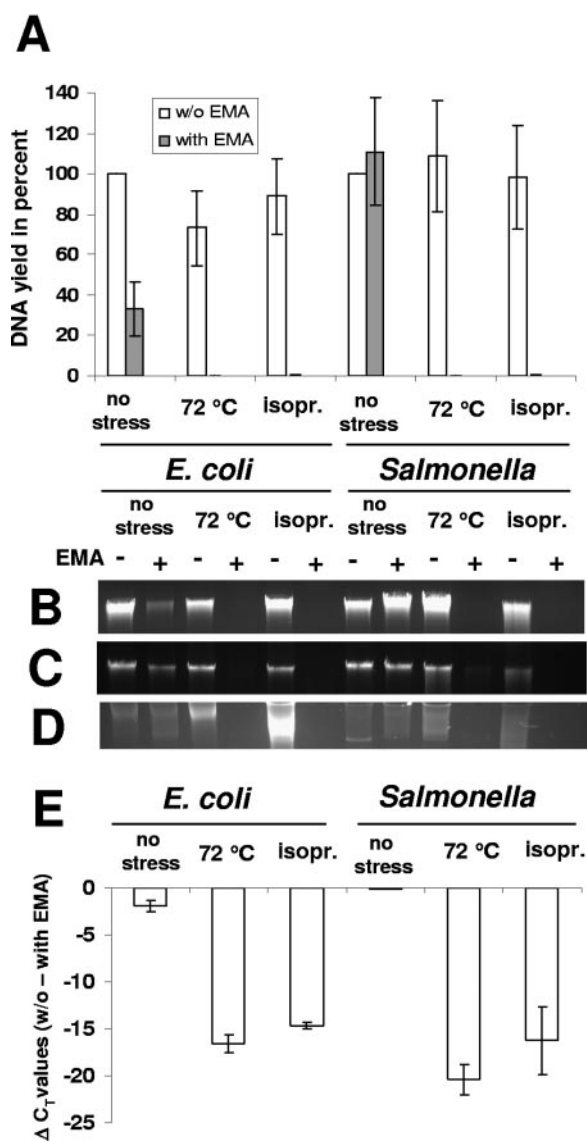 A
DNA yield in percent
140
120
100
80
60
40
20
0
w/o EMA
with EMA
no stress 72 °C isopr. no stress 72 °C isopr.
E. coli Salmonella
no stress 72 °C isopr. no stress 72 °C isopr.
EMA - + - + - + - + - + - +
B
C
D
E
E. coli Salmonella
no stress 72 °C isopr. no stress 72 °C isopr.
Δ CT values (w/o – with EMA)
0
-5
-10
-15
-20
-25